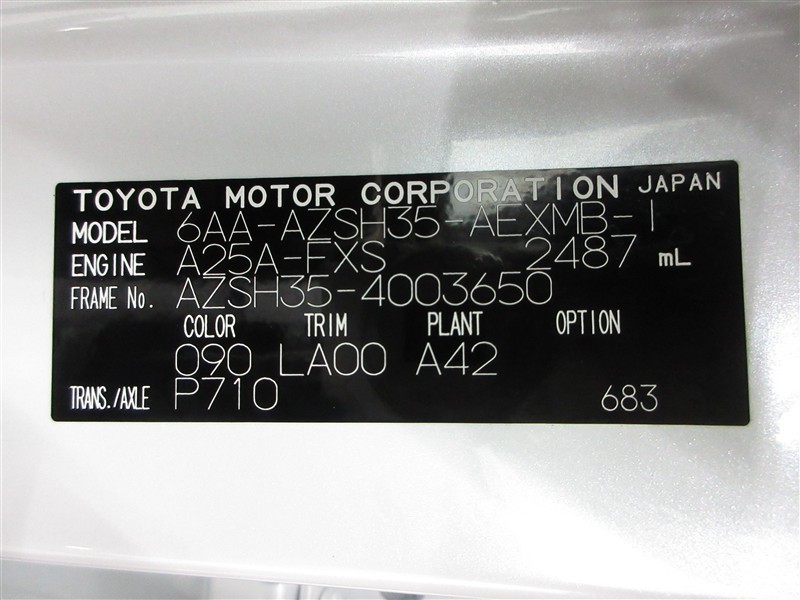 TOYOTA MOTOR CORPORATION JAPAN
MODEL 6AA-AZSH35-AEXMB-I
ENGINE A25A-FXS 2487 mL
FRAME No. AZSH35-4003650
COLOR TRIM PLANT OPTION
090 LA00 A42
TRANS./AXLE P710 683